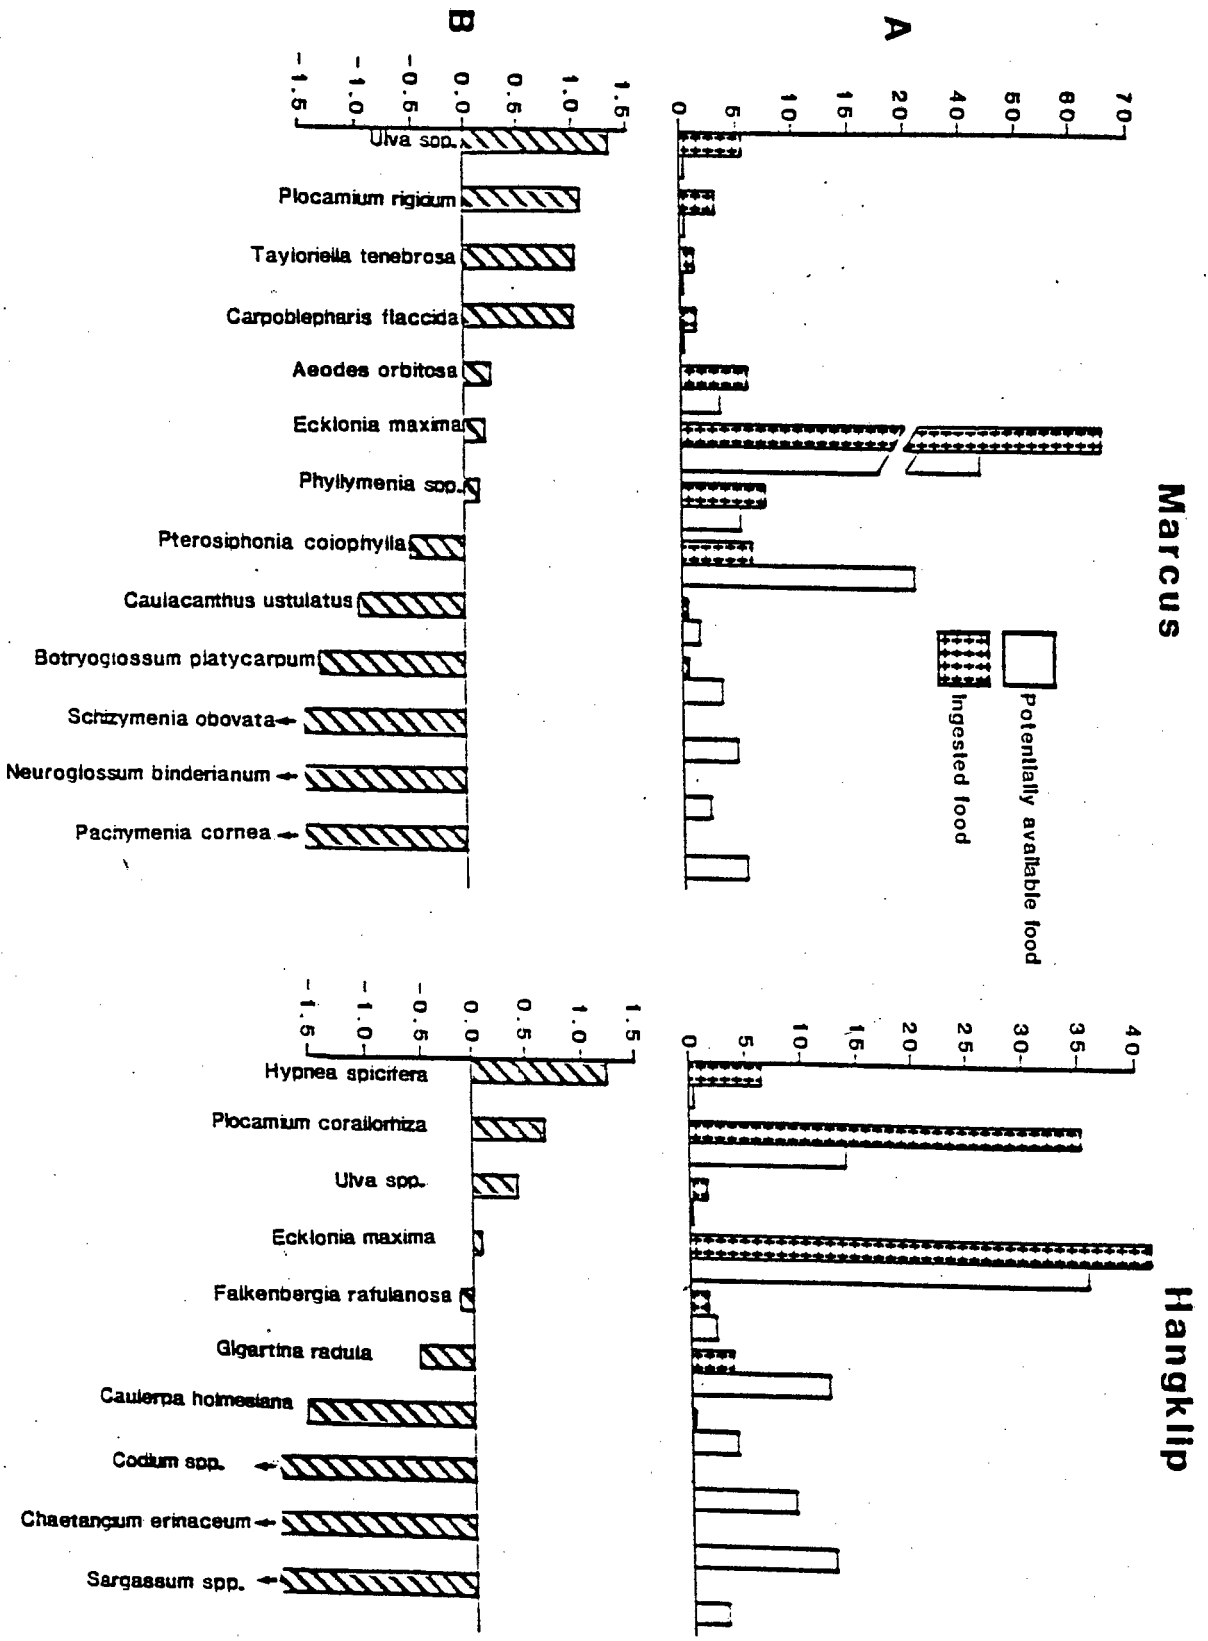 Marcus
Hangklip
A
70
60
50
40
20
15
10
5
0
Potentially available food
Ingested food
40
35
30
25
20
15
10
5
0
B
1.5
1.0
0.5
0.0
-0.5
-1.0
-1.5
Ulva spp.
Plocamium rigidum
Tayloriella tenebrosa
Carpoblepharis flaccida
Aeodes orbitosa
Ecklonia maxima
Phyllymenia spp.
Pterosiphonia coiophylla
Caulacanthus ustulatus
Botryoglossum platycarpum
Schizymenia obovata
Neuroglossum binderianum
Pachymenia cornea
1.5
1.0
0.5
0.0
-0.5
-1.0
-1.5
Hypnea spicifera
Plocamium corallorhiza
Ulva spp.
Ecklonia maxima
Falkenbergia rafulanosa
Gigartina radula
Caulerpa holmesiana
Codium spp.
Chaetangium erinaceum
Sargassum spp.